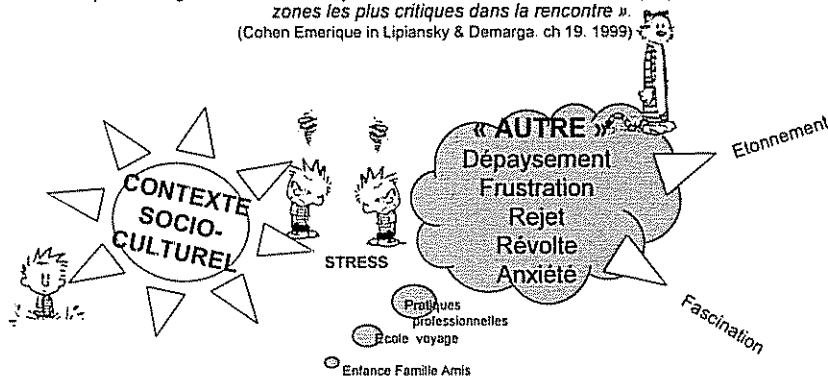 zones les plus critiques dans la rencontre ».
(Cohen Emerique in Lipiansky & Demarga. ch 19. 1999)
« AUTRE »
Dépaysement
Frustration
Rejet
Révolte
Anxiété
Etonnement
Fascination
CONTEXTE
SOCIO-
CULTUREL
STRESS
Pratiques
professionnelles
Ecole voyage
Enfance Famille Amis